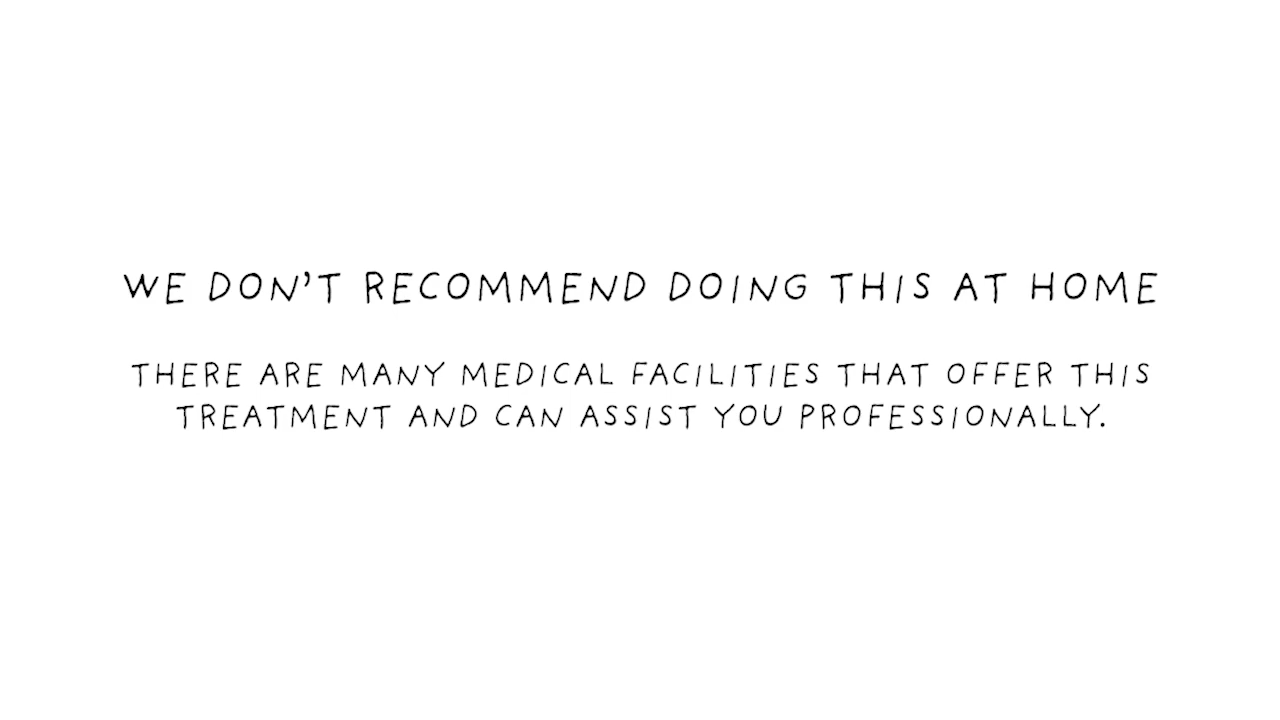 WE DON'T RECOMMEND DOING THIS AT HOME
THERE ARE MANY MEDICAL FACILITIES THAT OFFER THIS
TREATMENT AND CAN ASSIST YOU PROFESSIONALLY.